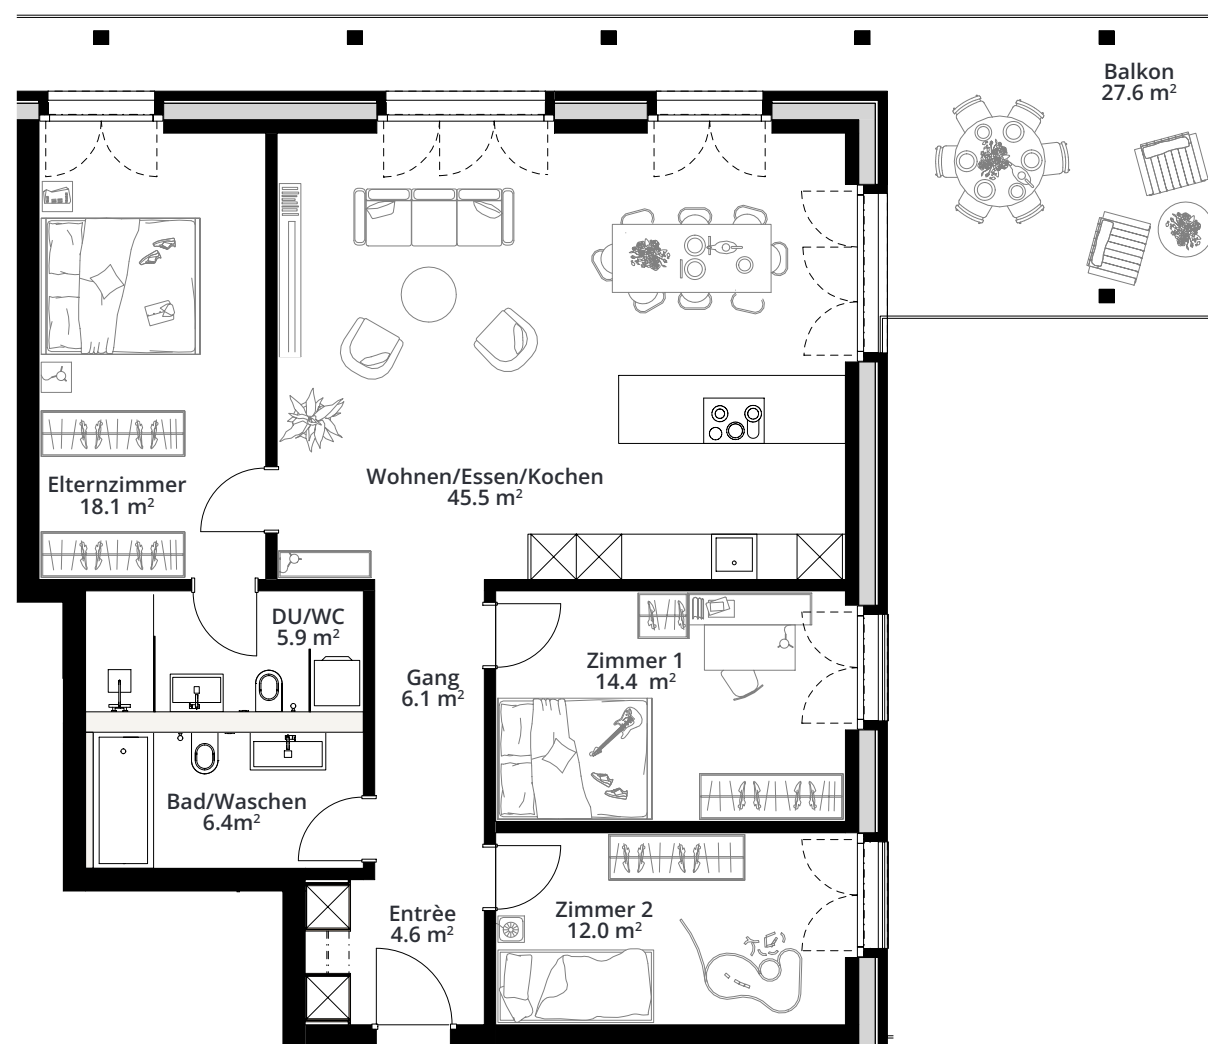 Balkon
27.6 m²
Elternzimmer
18.1 m²
Wohnen/Essen/Kochen
45.5 m²
DU/WC
5.9 m²
Gang
6.1 m²
Zimmer 1
14.4 m²
Bad/Waschen
6.4m²
Entrèe
4.6 m²
Zimmer 2
12.0 m²